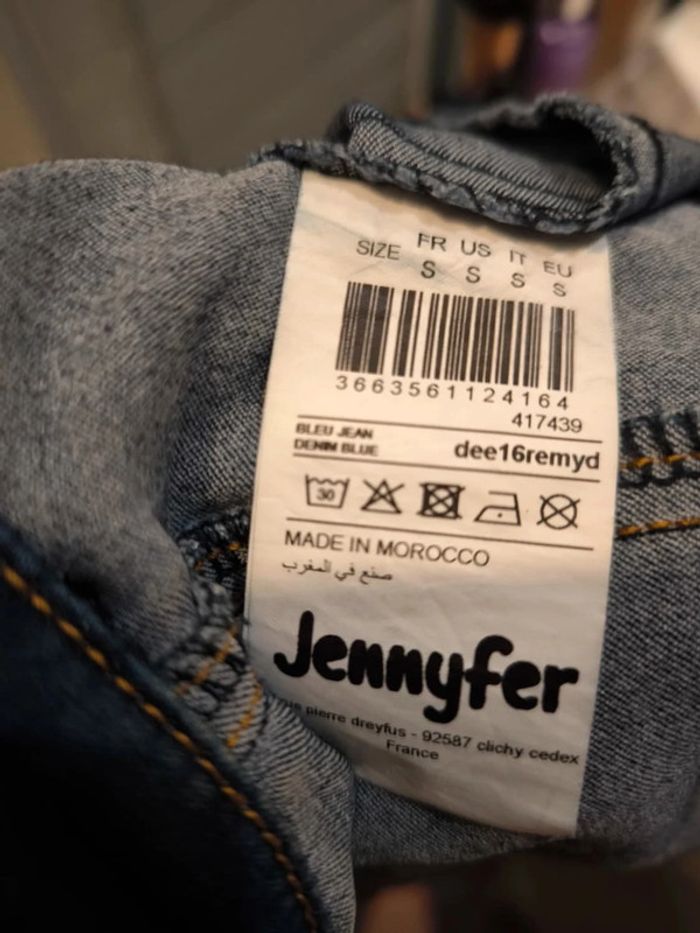 SIZE FR US IT EU
S S S S
3663561124164
417439
BLEU JEAN
DENIM BLUE
dee16remyd
30
MADE IN MOROCCO
صنع في المغرب
Jennyfer
pierre dreyfus - 92587 clichy cedex
France